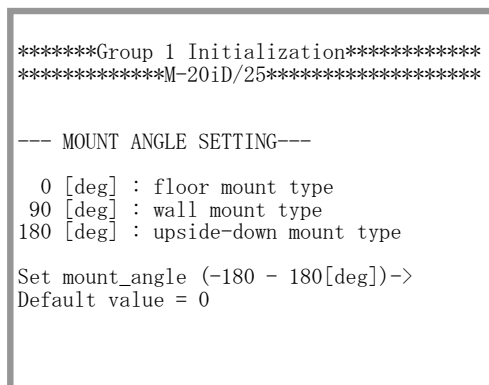 *******Group 1 Initialization************
*************M-20iD/25*******************
--- MOUNT ANGLE SETTING---
0 [deg] : floor mount type
90 [deg] : wall mount type
180 [deg] : upside-down mount type
Set mount_angle (-180 - 180[deg])->
Default value = 0